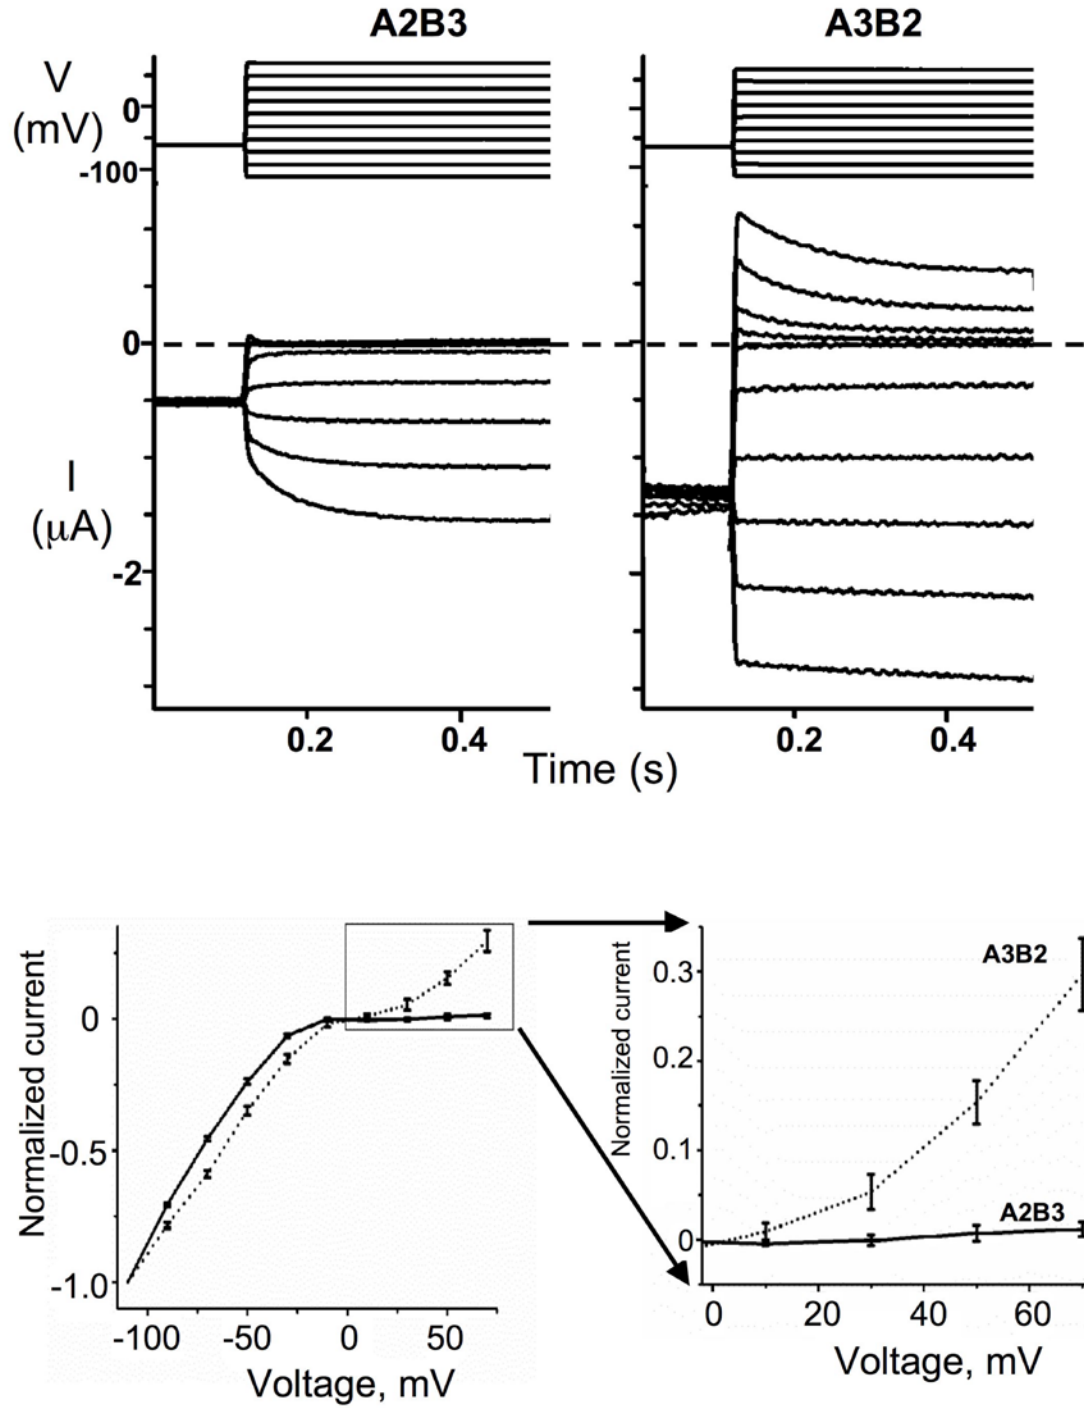 A2B3
A3B2
V
(mV)
0
-100
0
I
(μA)
-2
0.2
0.4
0.2
0.4
Time (s)
Normalized current
0
-0.5
-1.0
-100
-50
0
50
Voltage, mV
Normalized current
0.3
0.2
0.1
0
A3B2
A2B3
0
20
40
60
Voltage, mV